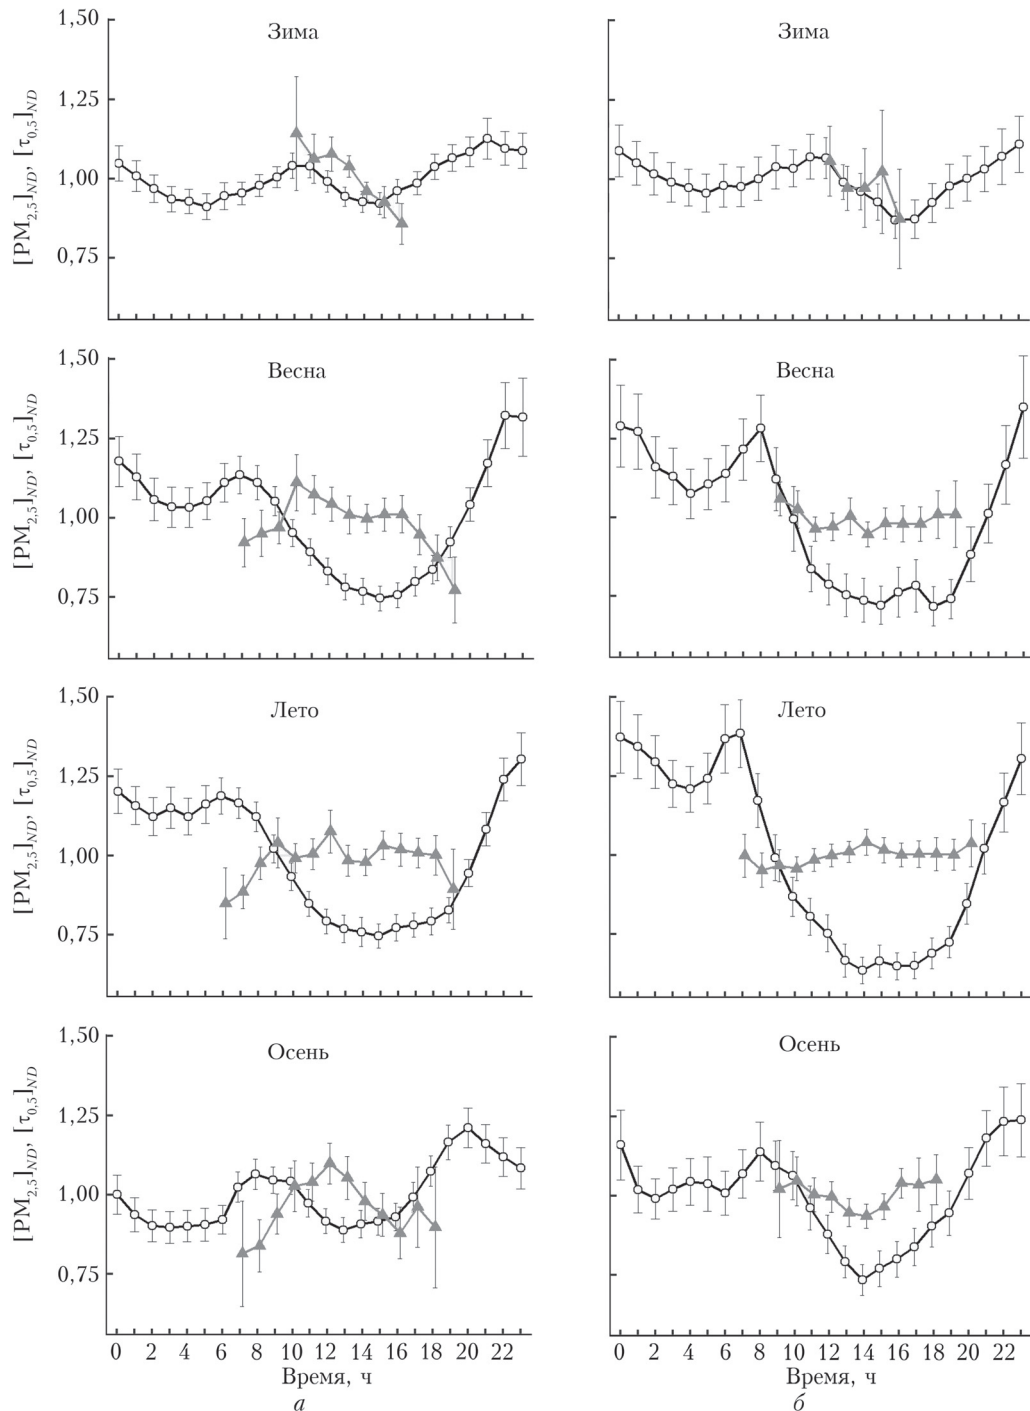 1,50
Зима
Зима
1,25
1,00
0,75
[PM2,5]ND, [τ0,5]ND
1,50
Весна
Весна
1,25
1,00
0,75
[PM2,5]ND, [τ0,5]ND
1,50
Лето
Лето
1,25
1,00
0,75
[PM2,5]ND, [τ0,5]ND
1,50
Осень
Осень
1,25
1,00
0,75
[PM2,5]ND, [τ0,5]ND
0 2 4 6 8 10 12 14 16 18 20 22
0 2 4 6 8 10 12 14 16 18 20 22
Время, ч
Время, ч
а
б